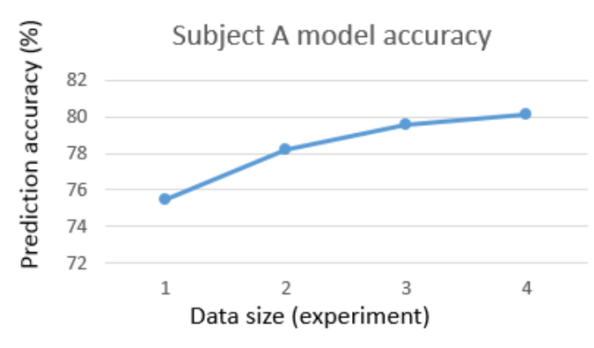 Subject A model accuracy
Prediction accuracy (%)
82
80
78
76
74
72
1 2 3 4
Data size (experiment)